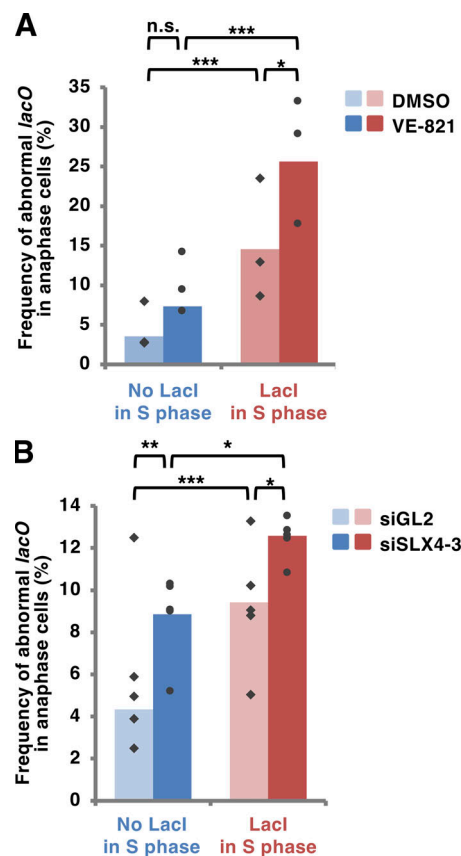 A
n.s.
***
***
*
35
30
25
20
15
10
5
0
Frequency of abnormal lacO
in anaphase cells (%)
DMSO
VE-821
No LacI
in S phase
LacI
in S phase
B
**
*
***
*
14
12
10
8
6
4
2
0
Frequency of abnormal lacO
in anaphase cells (%)
siGL2
siSLX4-3
No LacI
in S phase
LacI
in S phase